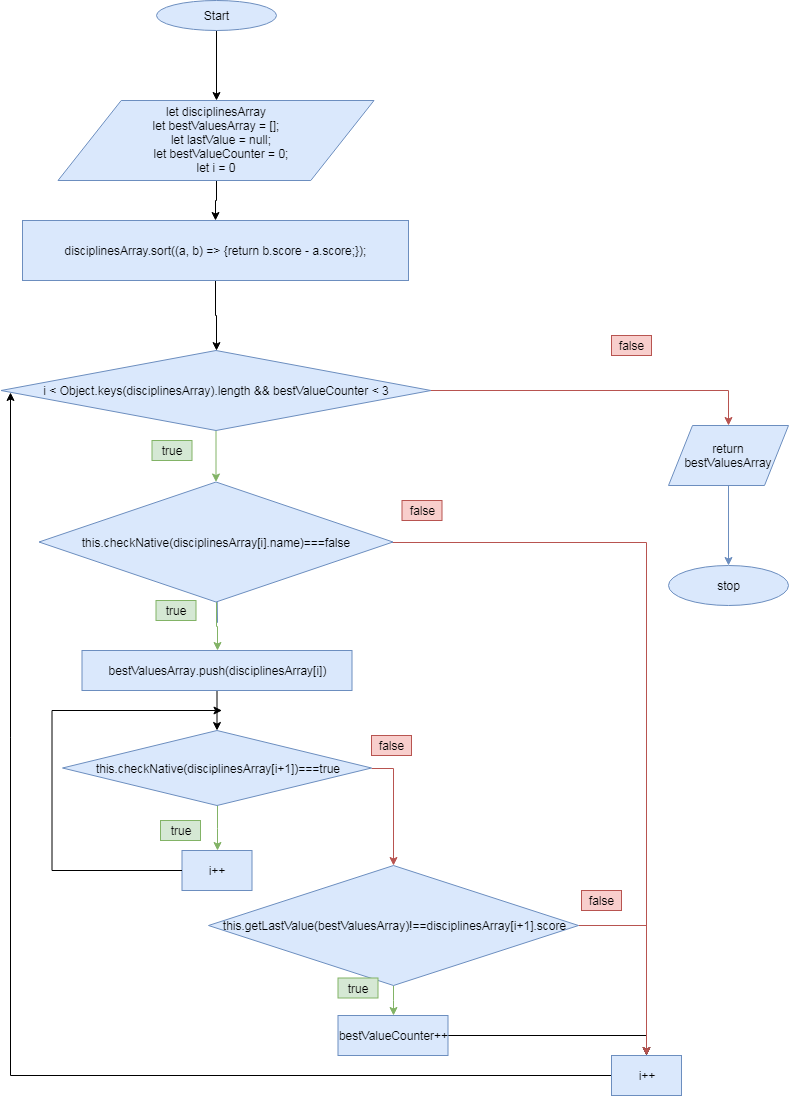 Start
let disciplinesArray
let bestValuesArray = [];
let lastValue = null;
let bestValueCounter = 0;
let i = 0
disciplinesArray.sort((a, b) => {return b.score - a.score;});
false
i < Object.keys(disciplinesArray).length && bestValueCounter < 3
true
return
bestValuesArray
false
this.checkNative(disciplinesArray[i].name)===false
stop
true
bestValuesArray.push(disciplinesArray[i])
false
this.checkNative(disciplinesArray[i+1])===true
true
i++
false
this.getLastValue(bestValuesArray)!==disciplinesArray[i+1].score
true
bestValueCounter++
i++